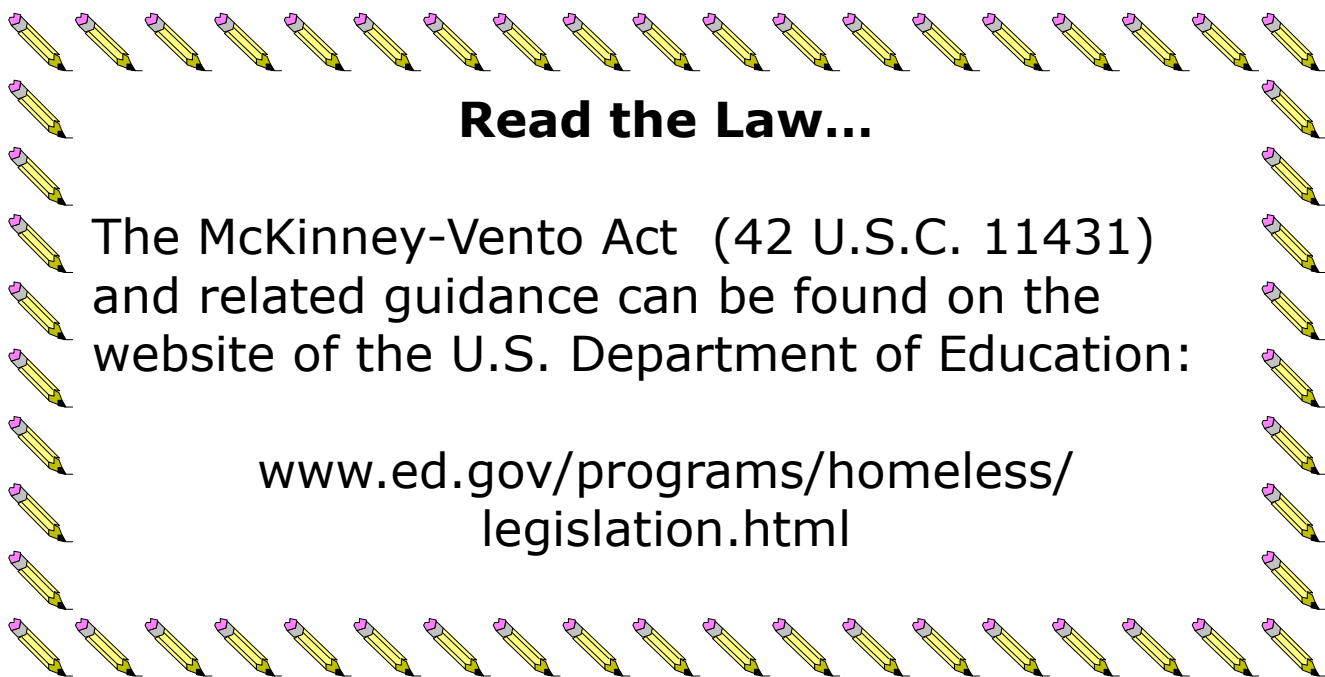 Read the Law…
The McKinney-Vento Act  (42 U.S.C. 11431)
and related guidance can be found on the
website of the U.S. Department of Education:
www.ed.gov/programs/homeless/
legislation.html